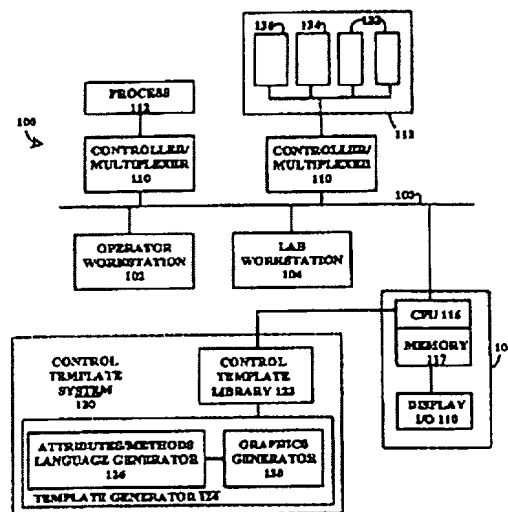 100
PROCESS
112
CONTROLLER/
MULTIPLEXER
110
CONTROLLER/
MULTIPLEXER
110
112
OPERATOR
WORKSTATION
102
LAB
WORKSTATION
104
CPU 116
MEMORY
117
DISPLAY
I/O 118
10
CONTROL
TEMPLATE
SYSTEM
120
CONTROL
TEMPLATE
LIBRARY 122
ATTRIBUTES/METHODS
LANGUAGE GENERATOR
126
GRAPHICS
GENERATOR
TEMPLATE GENERATOR 124